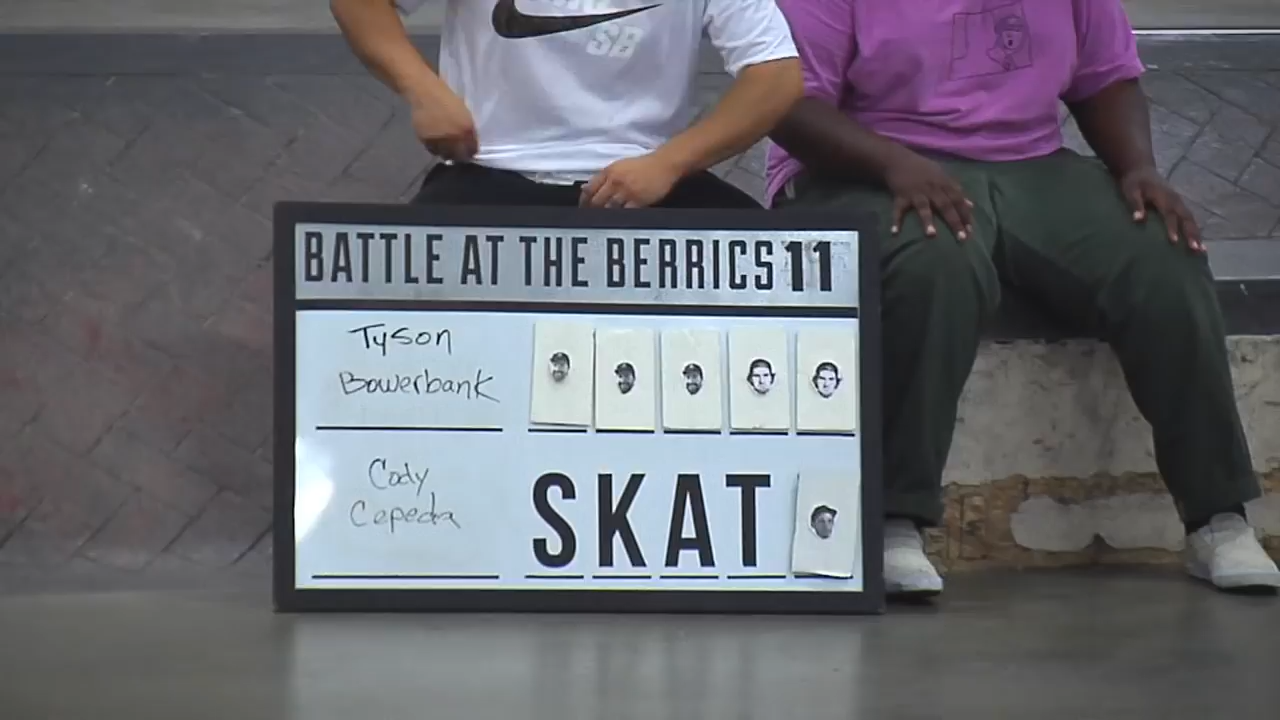 SB
BATTLE AT THE BERRICS 11
Tyson
Bowerbank
Cody
Cepeda
SKAT